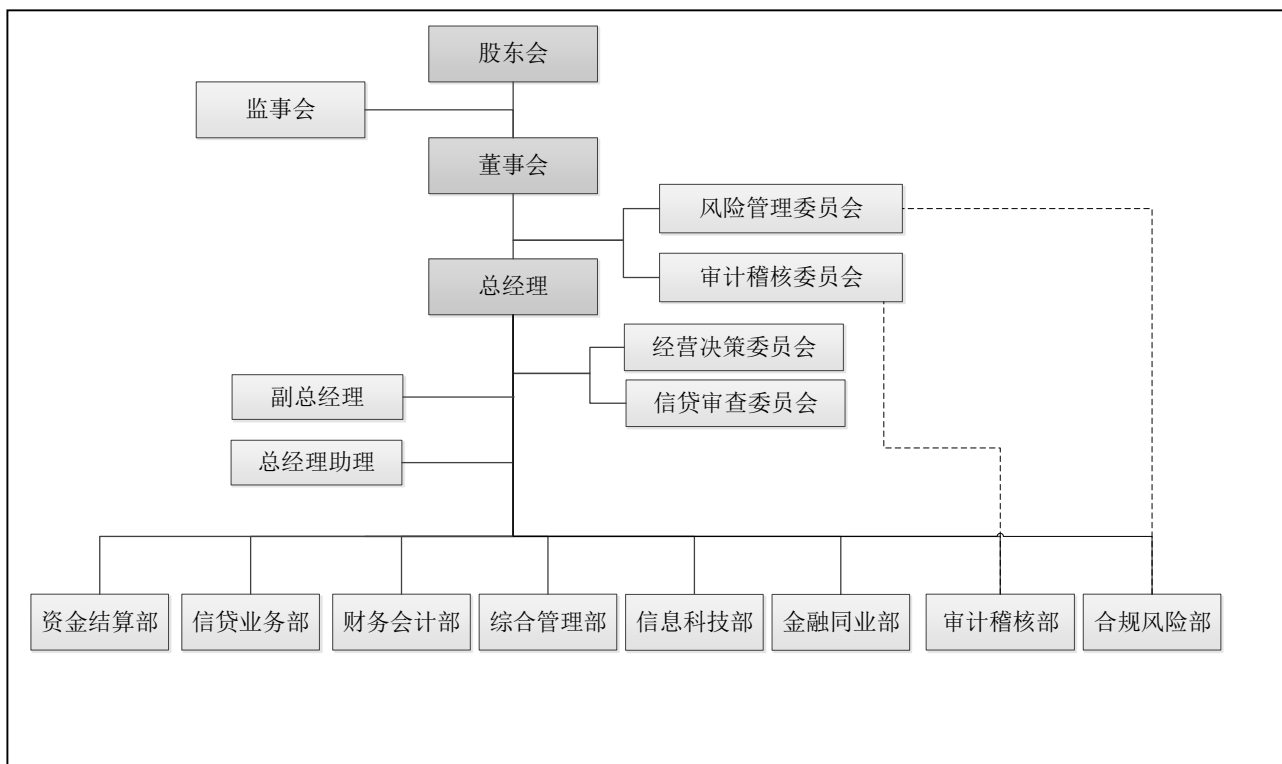 股东会
监事会
董事会
风险管理委员会
审计稽核委员会
总经理
经营决策委员会
副总经理
信贷审查委员会
总经理助理
资金结算部
信贷业务部
财务会计部
综合管理部
信息科技部
金融同业部
审计稽核部
合规风险部